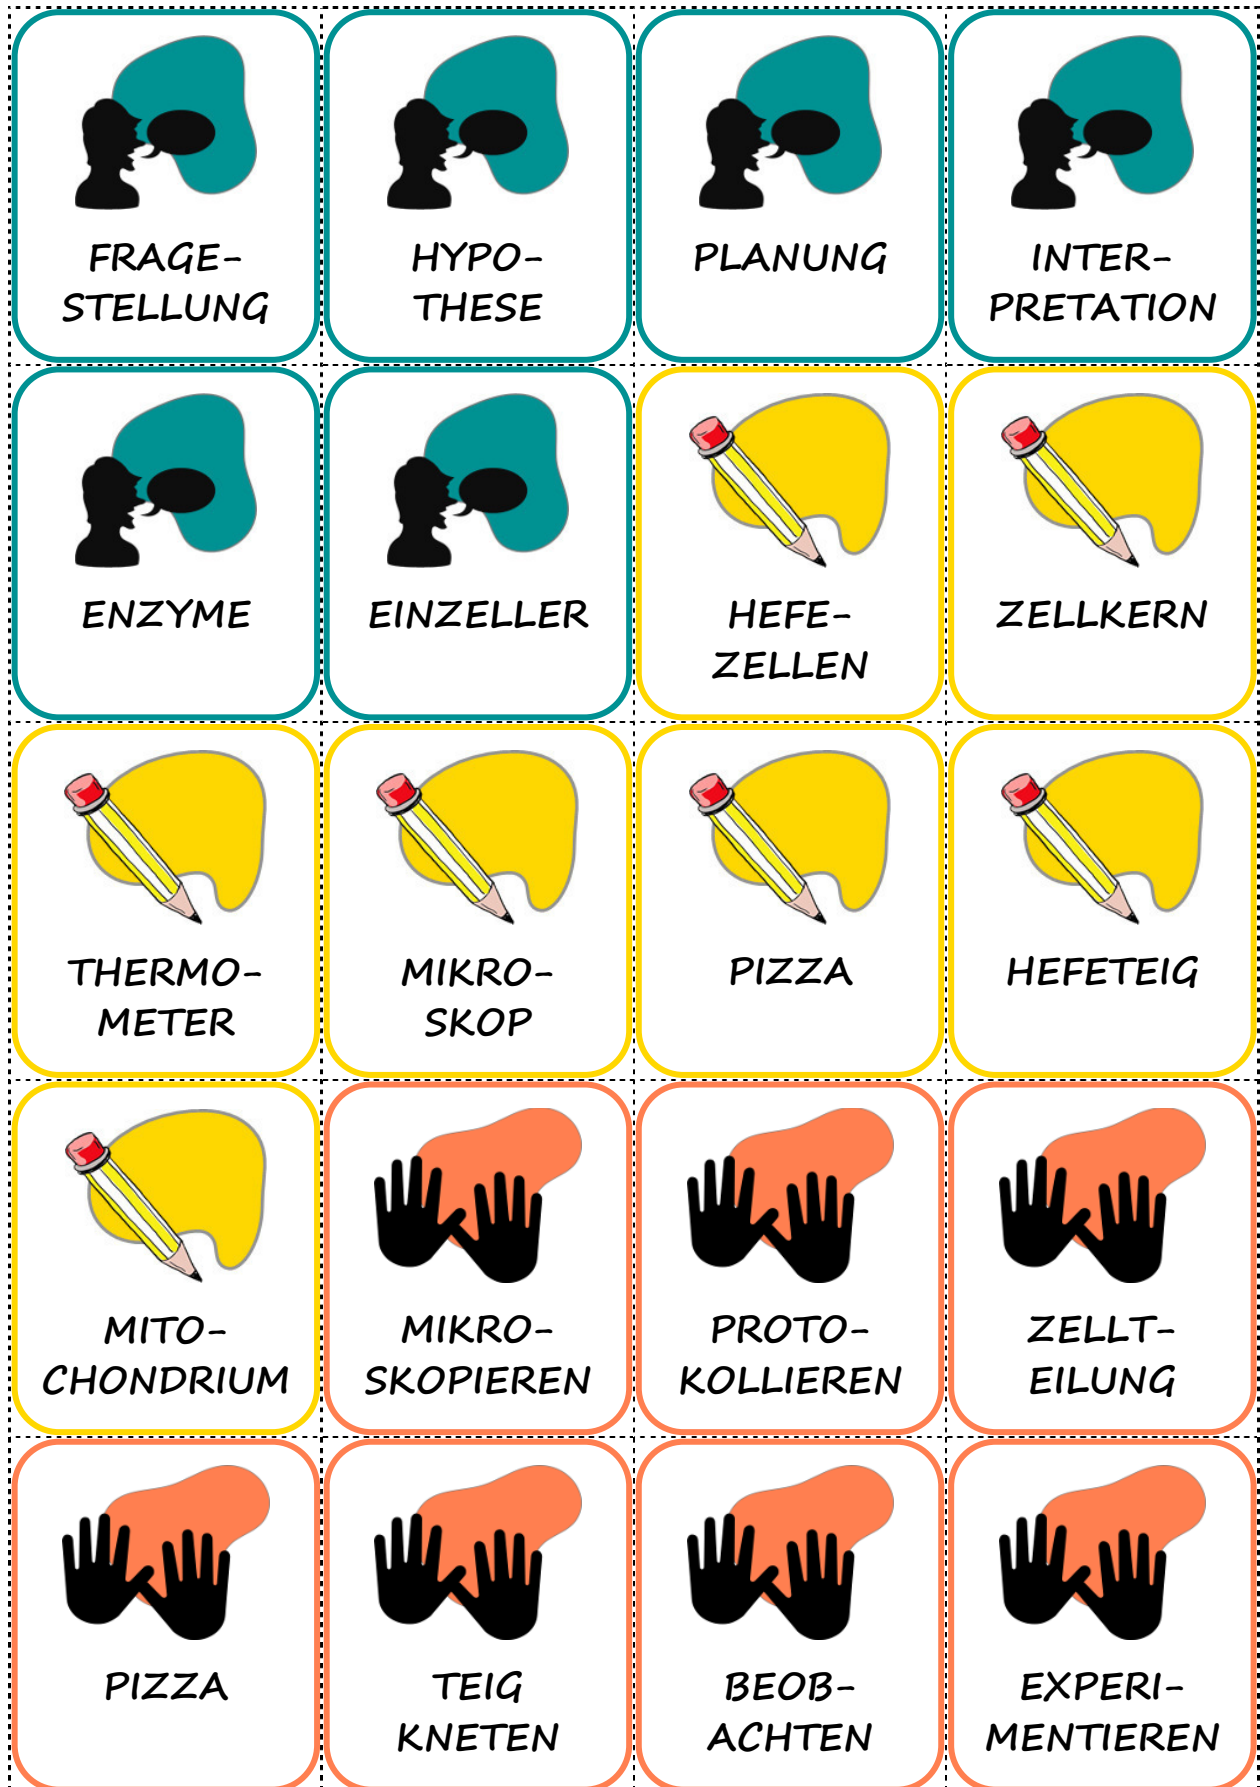 FRAGE-
STELLUNG
HYPO-
THESE
PLANUNG
INTER-
PRETATION
ENZYME
EINZELLER
HEFE-
ZELLEN
ZELLKERN
THERMO-
METER
MIKRO-
SKOP
PIZZA
HEFETEIG
MITO-
CHONDRIUM
MIKRO-
SKOPIEREN
PROTO-
KOLLIEREN
ZELLT-
EILUNG
PIZZA
TEIG
KNETEN
BEOB-
ACHTEN
EXPERI-
MENTIEREN